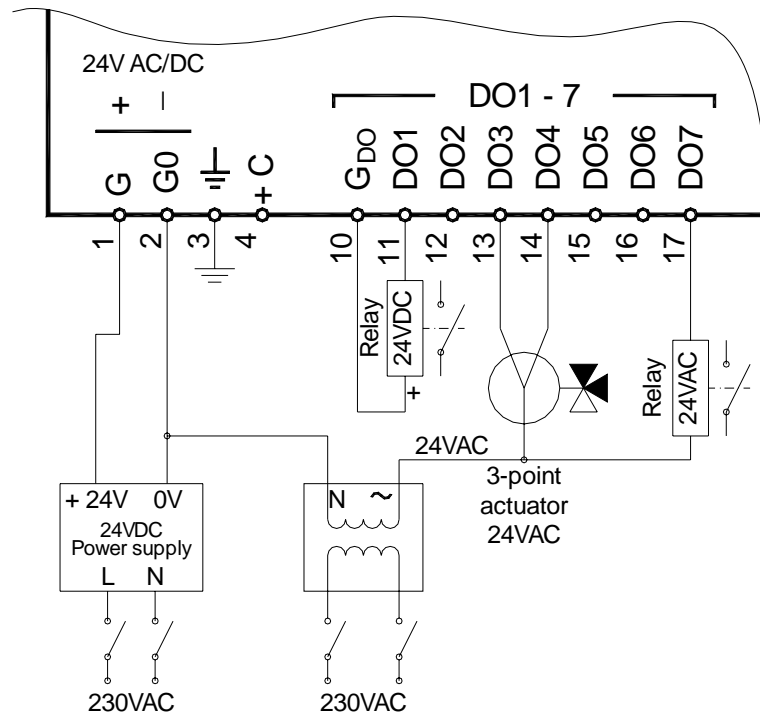 24V AC/DC
+ –
DO1 - 7
G G0 + C GDO DO1 DO2 DO3 DO4 DO5 DO6 DO7
1 2 3 4 10 11 12 13 14 15 16 17
Relay
24VDC
+
Relay
24VAC
24VAC
3-point
actuator
24VAC
+ 24V 0V
24VDC
Power supply
L N
N ~
230VAC
230VAC